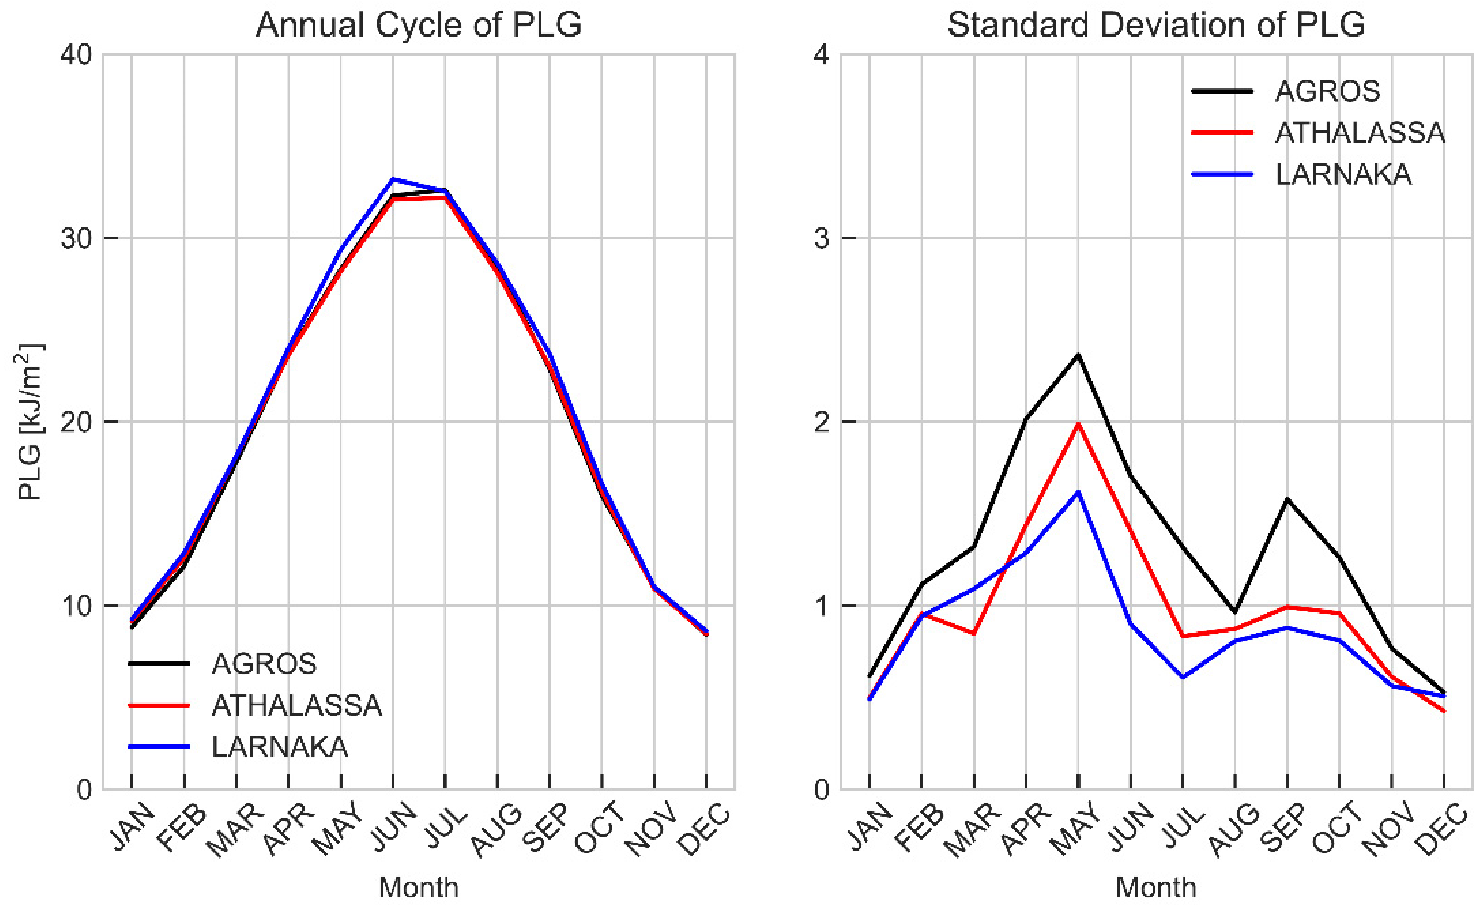 Annual Cycle of PLG
PLG [kJ/m²]
40
30
20
10
0
AGROS
ATHALASSA
LARNAKA
JAN FEB MAR APR MAY JUN JUL AUG SEP OCT NOV DEC
Month
Standard Deviation of PLG
4
3
2
1
0
AGROS
ATHALASSA
LARNAKA
JAN FEB MAR APR MAY JUN JUL AUG SEP OCT NOV DEC
Month